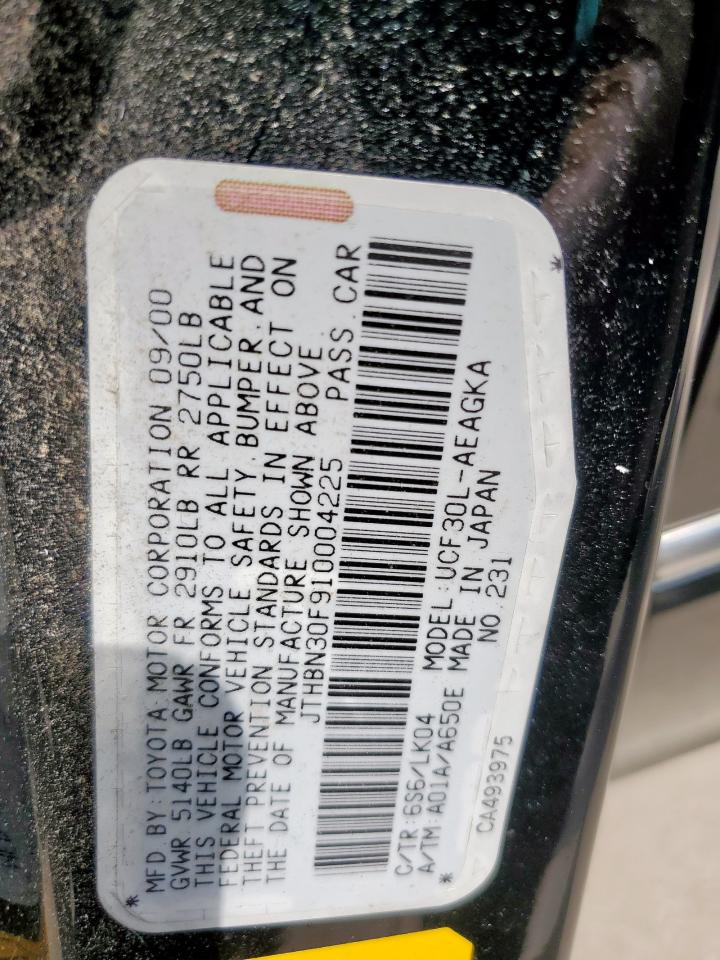 MFD.BY:TOYOTA MOTOR CORPORATION 09/00
GVWR 5140LB GAWR FR 2910LB RR 2750LB
THIS VEHICLE CONFORMS TO ALL APPLICABLE
FEDERAL MOTOR VEHICLE SAFETY,BUMPER,AND
THEFT PREVENTION STANDARDS IN EFFECT ON
THE DATE OF MANUFACTURE SHOWN ABOVE.
JTHBN30F910004225 PASS.CAR
C/TR:6S6/LK04 MODEL:UCF30L-AEAGKA
A/TM:A01A/A650E MADE IN JAPAN
NO.231
CA493975